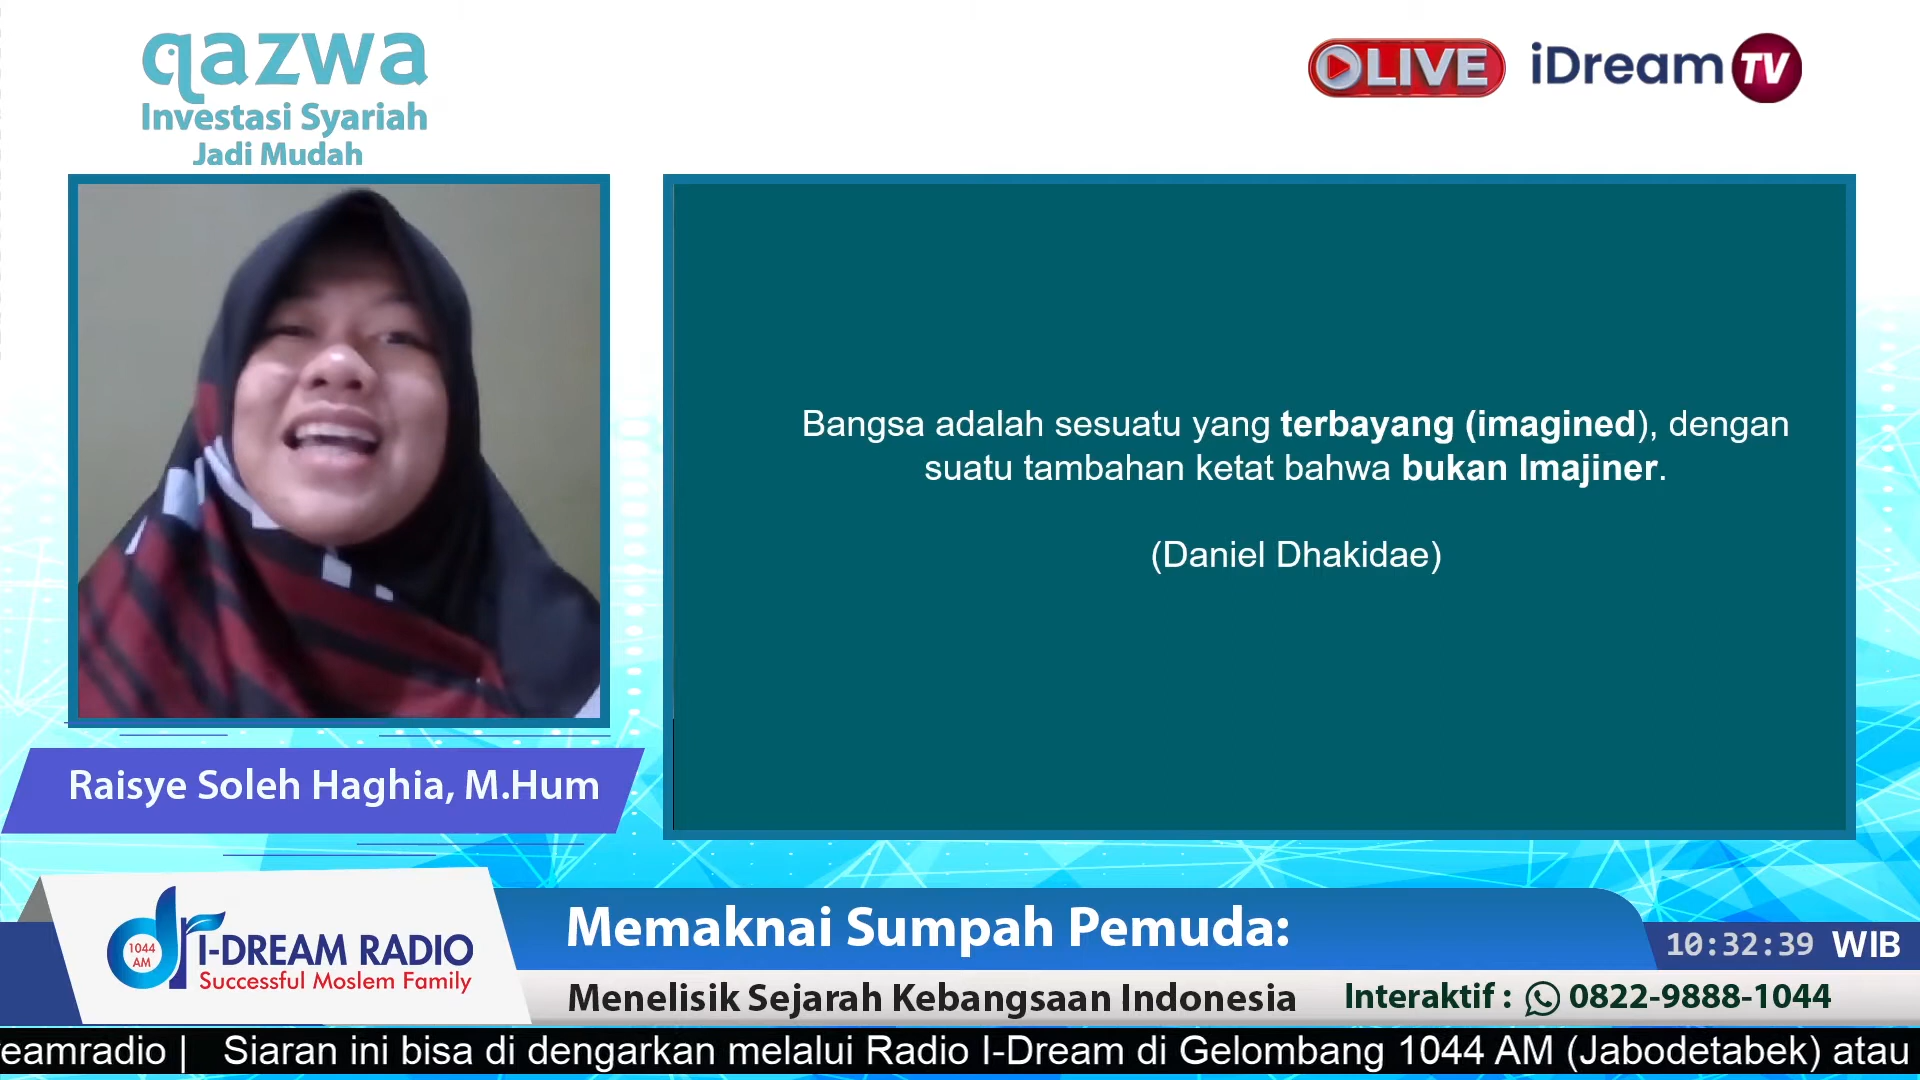 qazwa
Investasi Syariah
Jadi Mudah
LIVE iDream TV
Bangsa adalah sesuatu yang terbayang (imagined), dengan
suatu tambahan ketat bahwa bukan Imajiner.
(Daniel Dhakidae)
Raisye Soleh Haghia, M.Hum
1044
AM
I-DREAM RADIO
Successful Moslem Family
Memaknai Sumpah Pemuda:
10:32:39 WIB
Menelisik Sejarah Kebangsaan Indonesia
Interaktif : 0822-9888-1044
eamradio | Siaran ini bisa di dengarkan melalui Radio I-Dream di Gelombang 1044 AM (Jabodetabek) atau